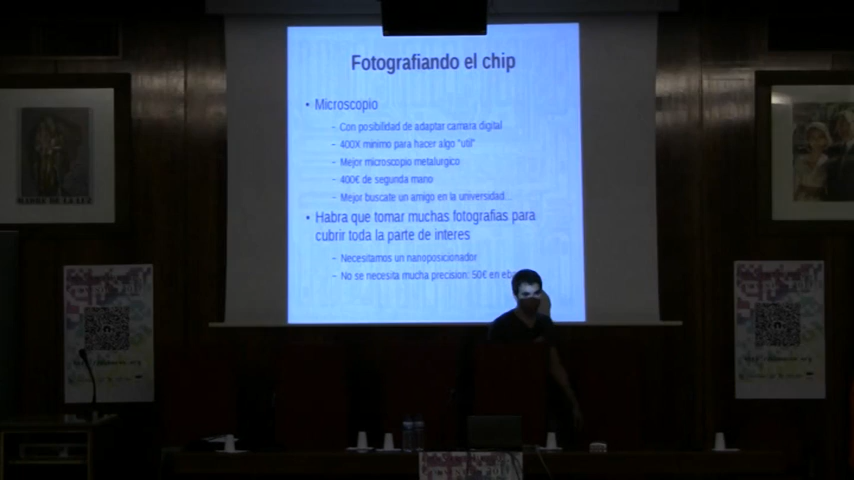 Fotografiando el chip
• Microscopio
– Con posibilidad de adaptar camara digital
– 400X minimo para hacer algo "util"
– Mejor microscopio metalurgico
– 400€ de segunda mano
– Mejor buscate un amigo en la universidad...
• Habra que tomar muchas fotografias para
cubrir toda la parte de interes
– Necesitamos un nanoposicionador
– No se necesita mucha precision: 50€ en